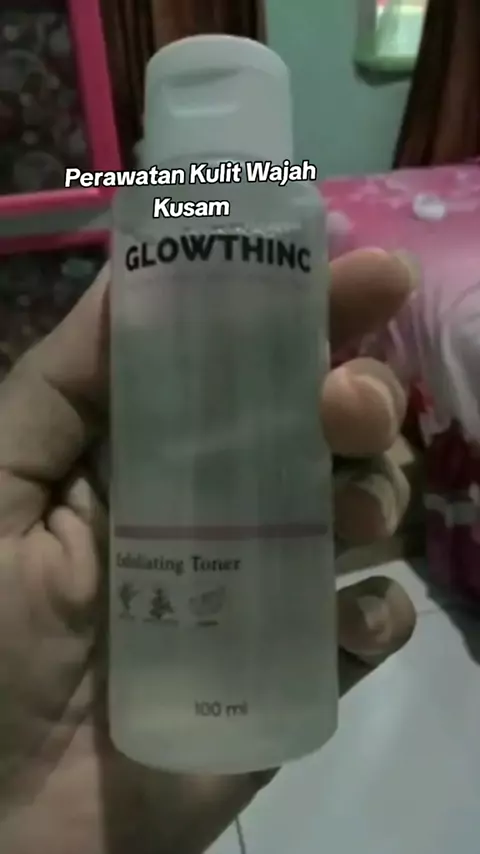 Perawatan Kulit Wajah
Kusam
GLOWTHINC
Exfoliating Toner
100 ml